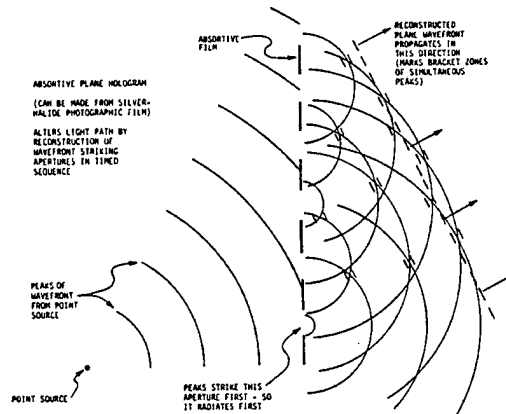 ABSORTIVE
FILM
RECONSTRUCTED
PLANE WAVEFRONT
PROPAGATES IN
THIS DIRECTION
(MARKS BRACKET ZONES
OF SIMULTANEOUS
PEAKS)
ABSORTIVE PLANE HOLOGRAM
(CAN BE MADE FROM SILVER-
HALIDE PHOTOGRAPHIC FILM)
ALTERS LIGHT PATH BY
RECONSTRUCTION OF
WAVEFRONT STRIKING
APERTURES IN TIMED
SEQUENCE
PEAKS OF
WAVEFRONT
FROM POINT
SOURCE
POINT SOURCE
PEAKS STRIKE THIS
APERTURE FIRST - SO
IT RADIATES FIRST